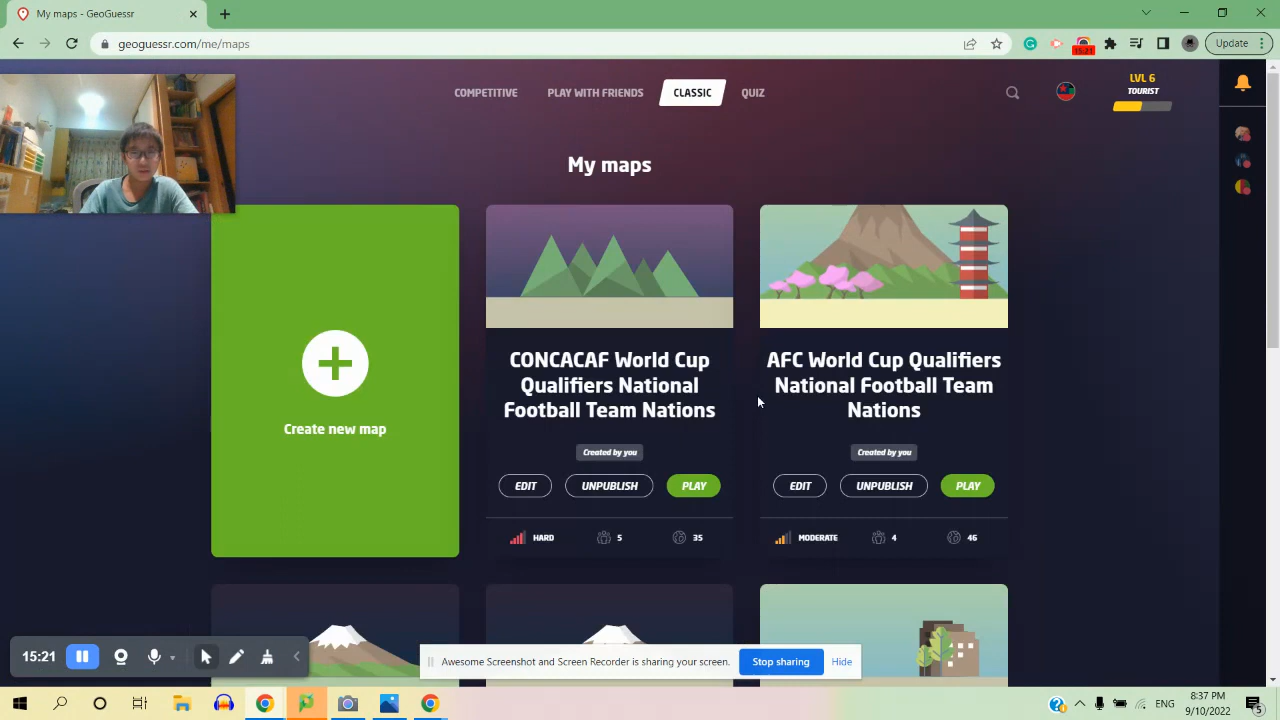 My maps - GeoGuessr
geoguessr.com/me/maps
15:21
Update
COMPETITIVE
PLAY WITH FRIENDS
CLASSIC
QUIZ
LVL 6
TOURIST
My maps
Create new map
CONCACAF World Cup
Qualifiers National
Football Team Nations
Created by you
EDIT
UNPUBLISH
PLAY
HARD
5
35
AFC World Cup Qualifiers
National Football Team
Nations
Created by you
EDIT
UNPUBLISH
PLAY
MODERATE
4
46
15:21
Awesome Screenshot and Screen Recorder is sharing your screen.
Stop sharing
Hide
ENG
8:37 PM
9/10/2022
5